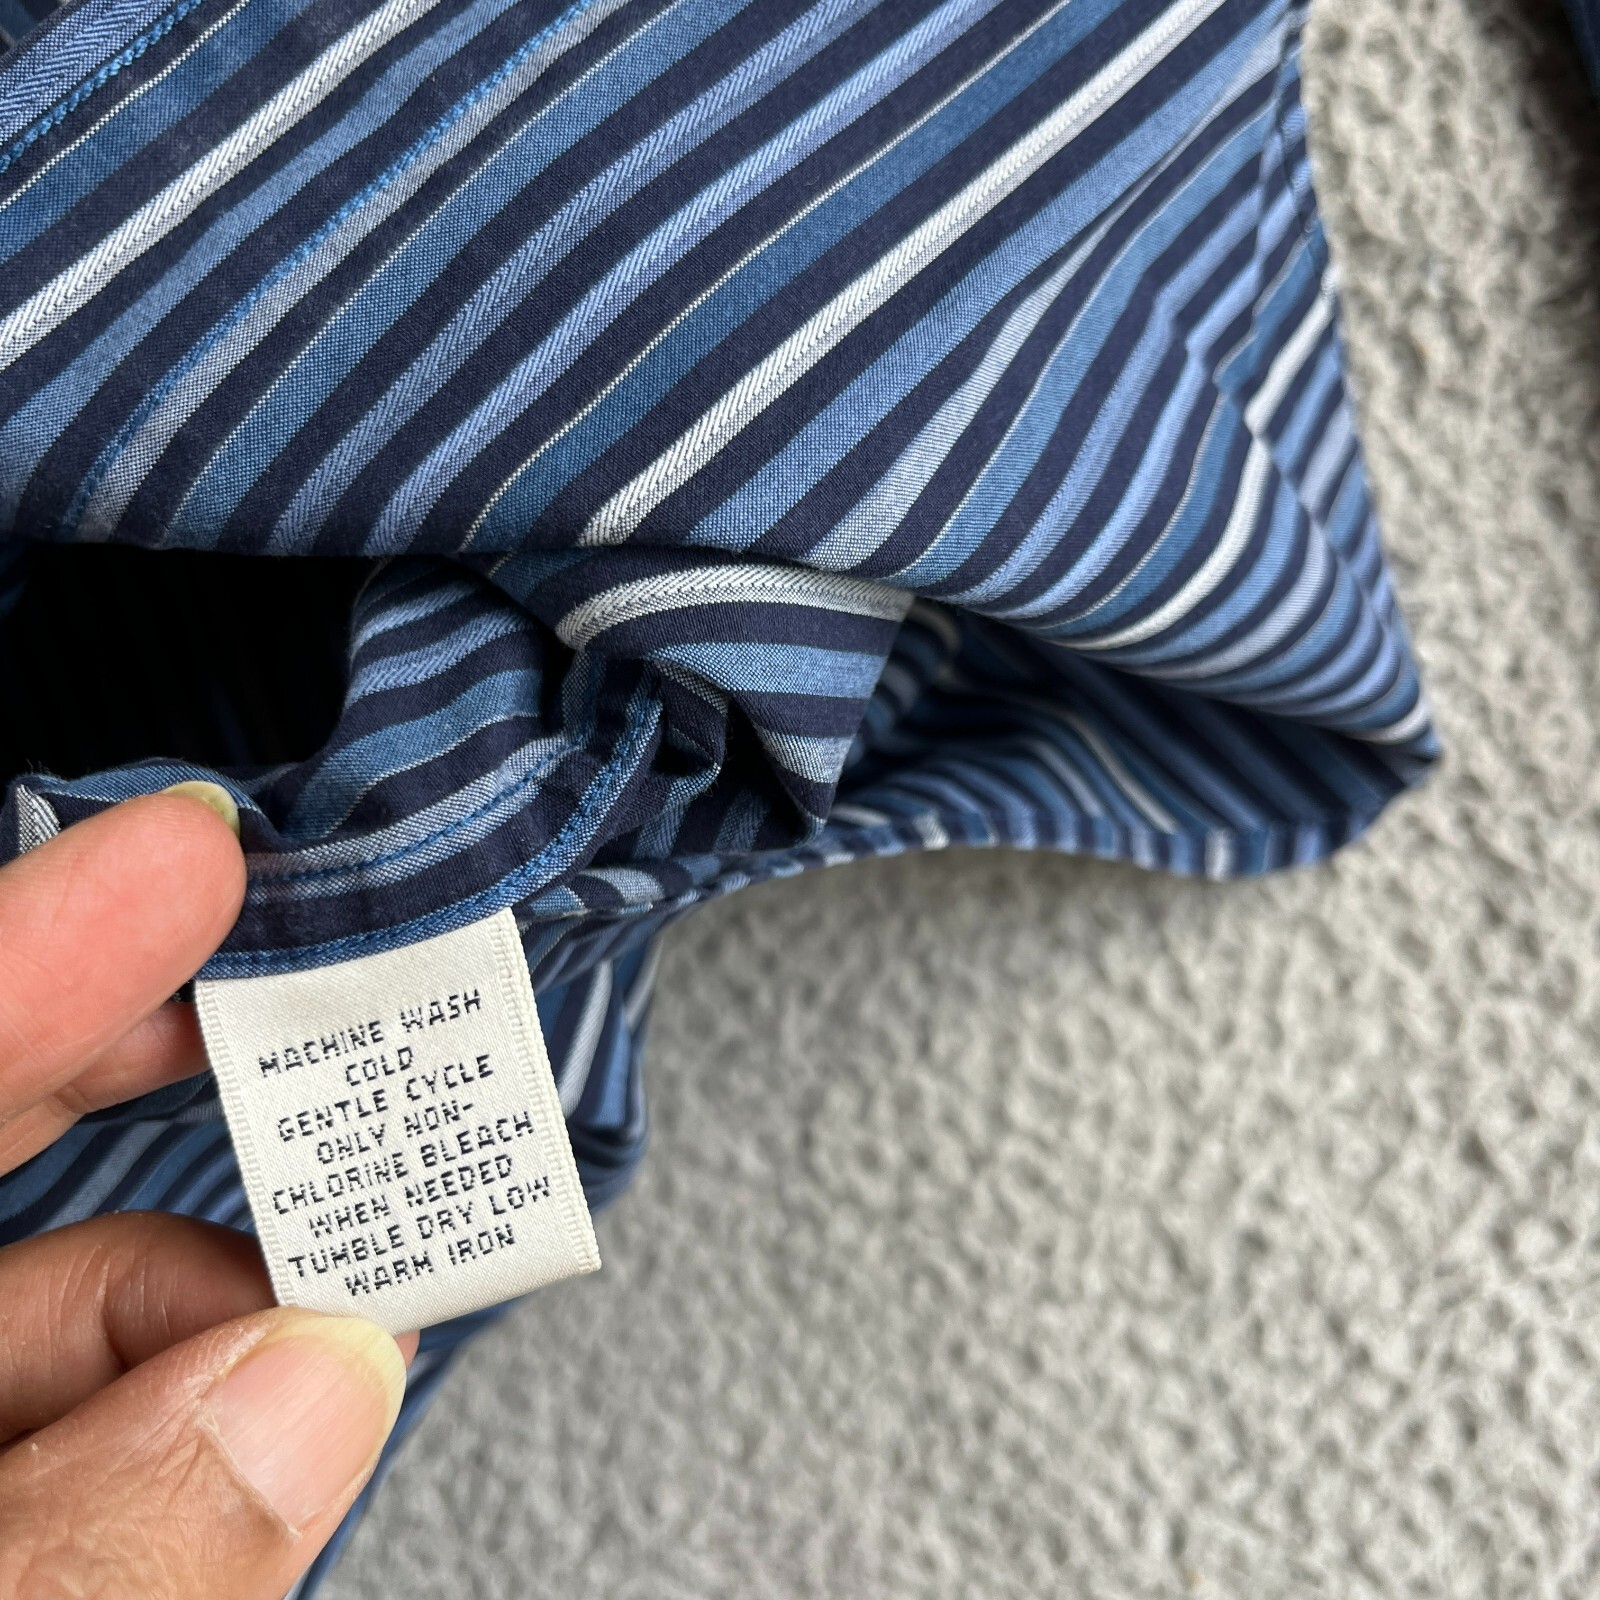 MACHINE WASH
COLD
GENTLE CYCLE
ONLY NON-
CHLORINE BLEACH
WHEN NEEDED
TUMBLE DRY LOW
WARM IRON